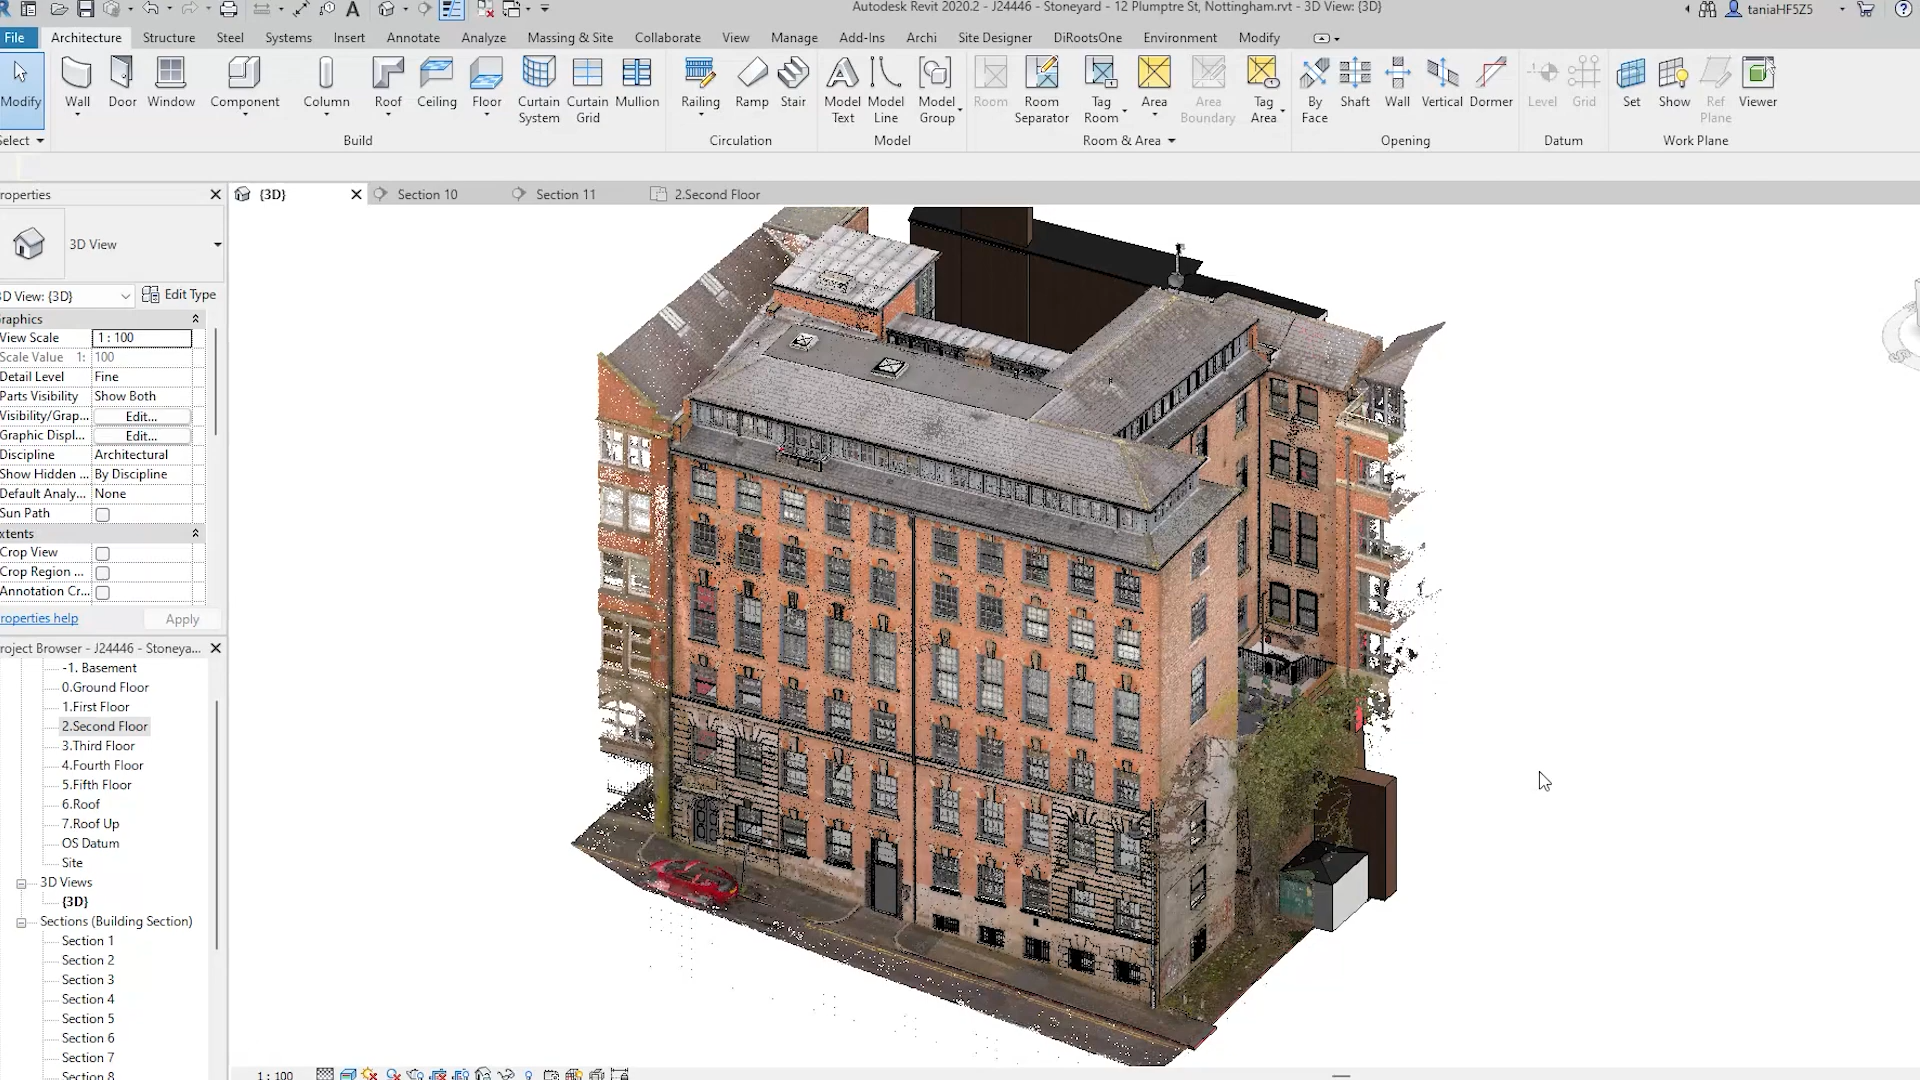 Autodesk Revit 2020.2 - J24446 - Stoneyard - 12 Plumptre St, Nottingham.rvt - 3D View: {3D}
taniaHF5Z5
File Architecture Structure Steel Systems Insert Annotate Analyze Massing & Site Collaborate View Manage Add-Ins Archi Site Designer DiRootsOne Environment Modify
Modify Wall Door Window Component Column Roof Ceiling Floor Curtain System Curtain Grid Mullion Railing Ramp Stair Model Text Model Line Model Group Room Room Separator Tag Room Area Area Boundary Tag Area By Face Shaft Wall Vertical Dormer Level Grid Set Show Ref Plane Viewer
Select Build Circulation Model Room & Area Opening Datum Work Plane
roperties
{3D} Section 10 Section 11 2.Second Floor
3D View
3D View: {3D} Edit Type
raphics
View Scale 1 : 100
Scale Value 1: 100
Detail Level Fine
Parts Visibility Show Both
Visibility/Grap... Edit...
Graphic Displ... Edit...
Discipline Architectural
Show Hidden ... By Discipline
Default Analy... None
Sun Path
xtents
Crop View
Crop Region ...
Annotation Cr...
roperties help Apply
roject Browser - J24446 - Stoneya...
-1. Basement
0.Ground Floor
1.First Floor
2.Second Floor
3.Third Floor
4.Fourth Floor
5.Fifth Floor
6.Roof
7.Roof Up
OS Datum
Site
3D Views
{3D}
Sections (Building Section)
Section 1
Section 2
Section 3
Section 4
Section 5
Section 6
Section 7
Section 8
1 : 100